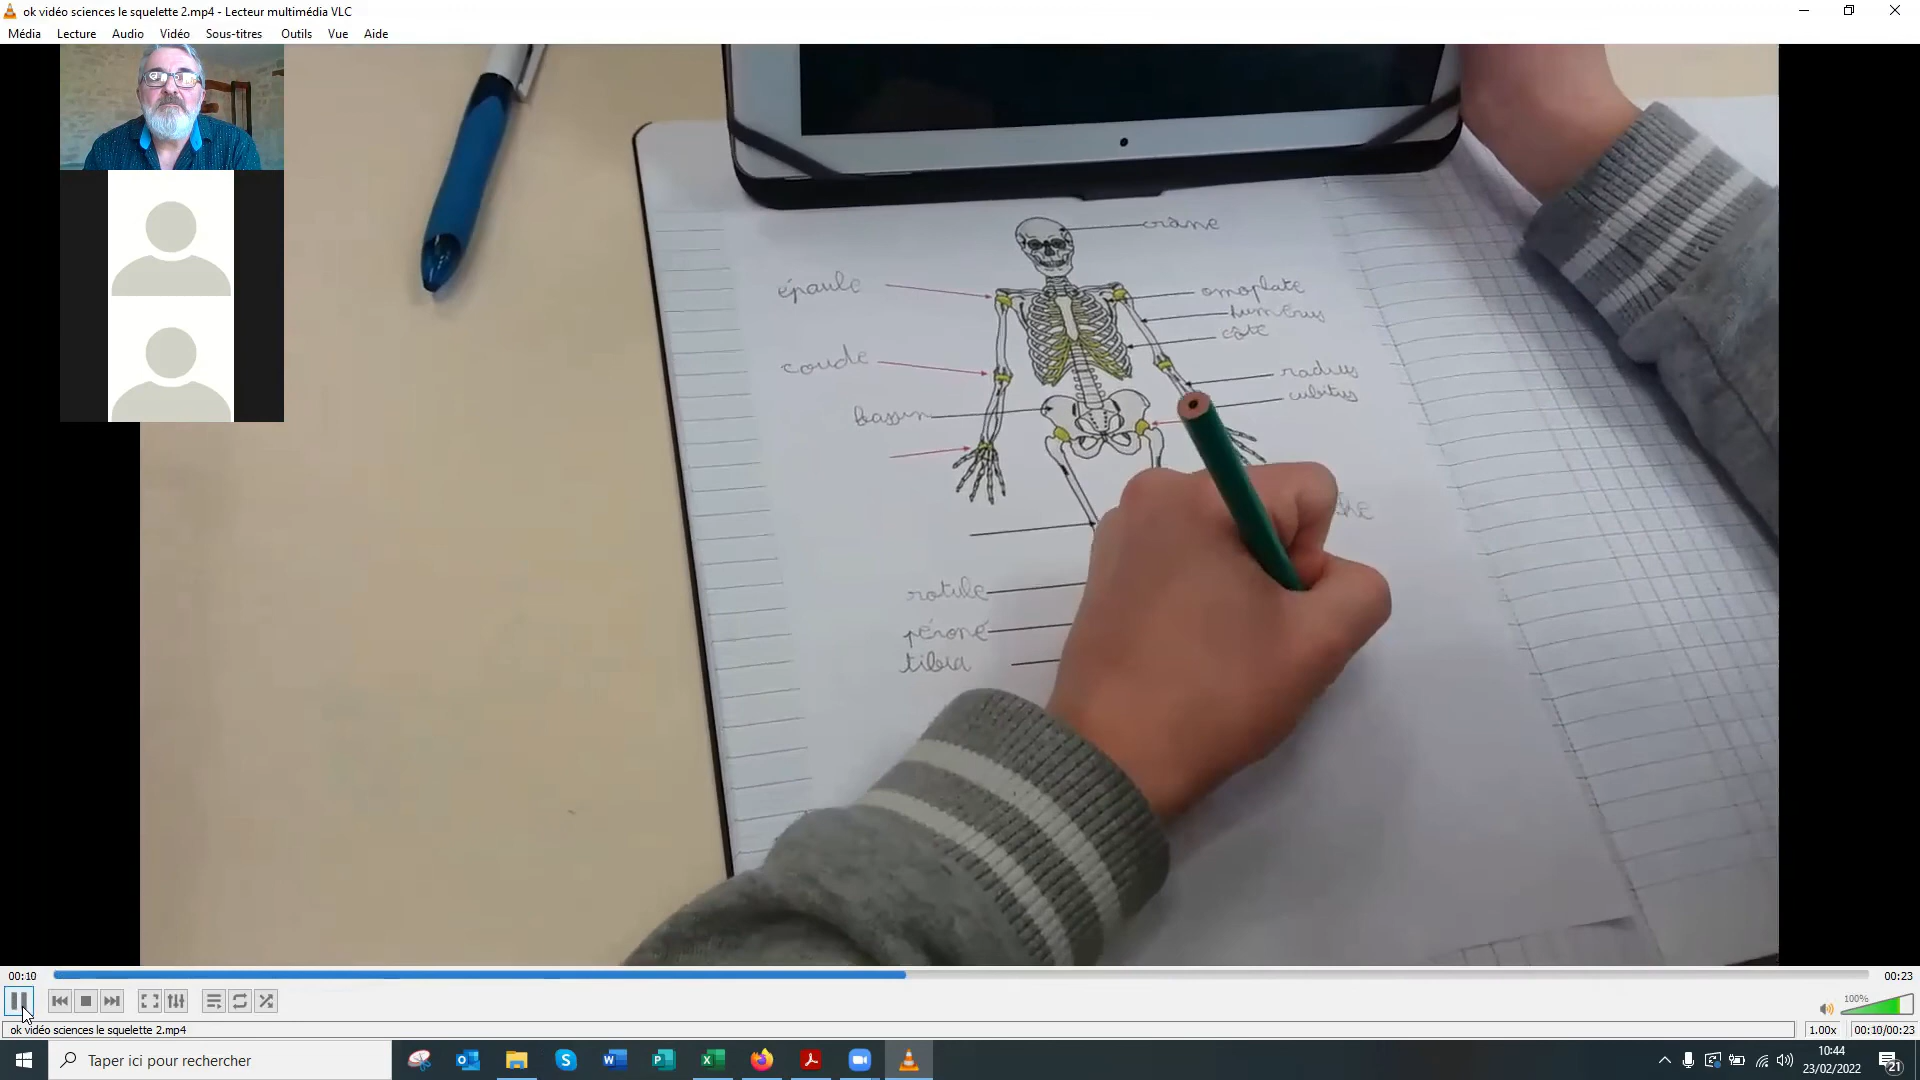 ok vidéo sciences le squelette 2.mp4 - Lecteur multimédia VLC
Média Lecture Audio Vidéo Sous-titres Outils Vue Aide
crâne
épaule
omoplate
humérus
côte
coude
radius
cubitus
bassin
rotule
péroné
tibia
00:10
00:23
100%
ok vidéo sciences le squelette 2.mp4
1.00x
00:10/00:23
Taper ici pour rechercher
10:44
23/02/2022
21